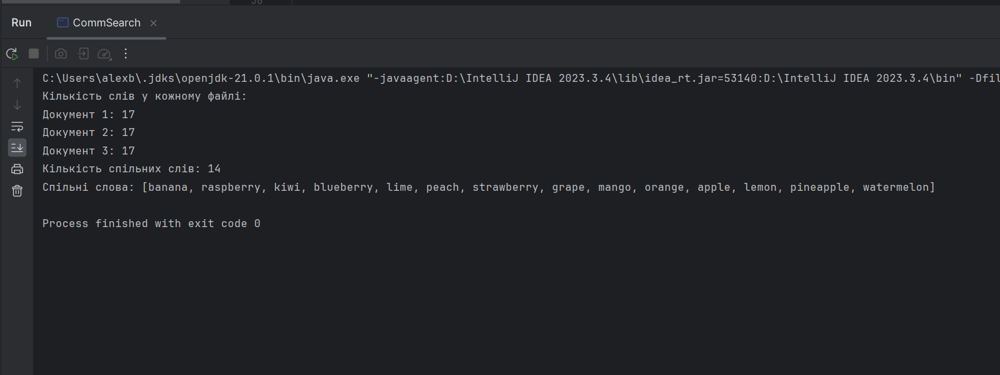 Run CommSearch
C:\Users\alexb\.jdks\openjdk-21.0.1\bin\java.exe "-javaagent:D:\IntelliJ IDEA 2023.3.4\lib\idea_rt.jar=53140:D:\IntelliJ IDEA 2023.3.4\bin" -Dfil
Кількість слів у кожному файлі:
Документ 1: 17
Документ 2: 17
Документ 3: 17
Кількість спільних слів: 14
Спільні слова: [banana, raspberry, kiwi, blueberry, lime, peach, strawberry, grape, mango, orange, apple, lemon, pineapple, watermelon]
Process finished with exit code 0